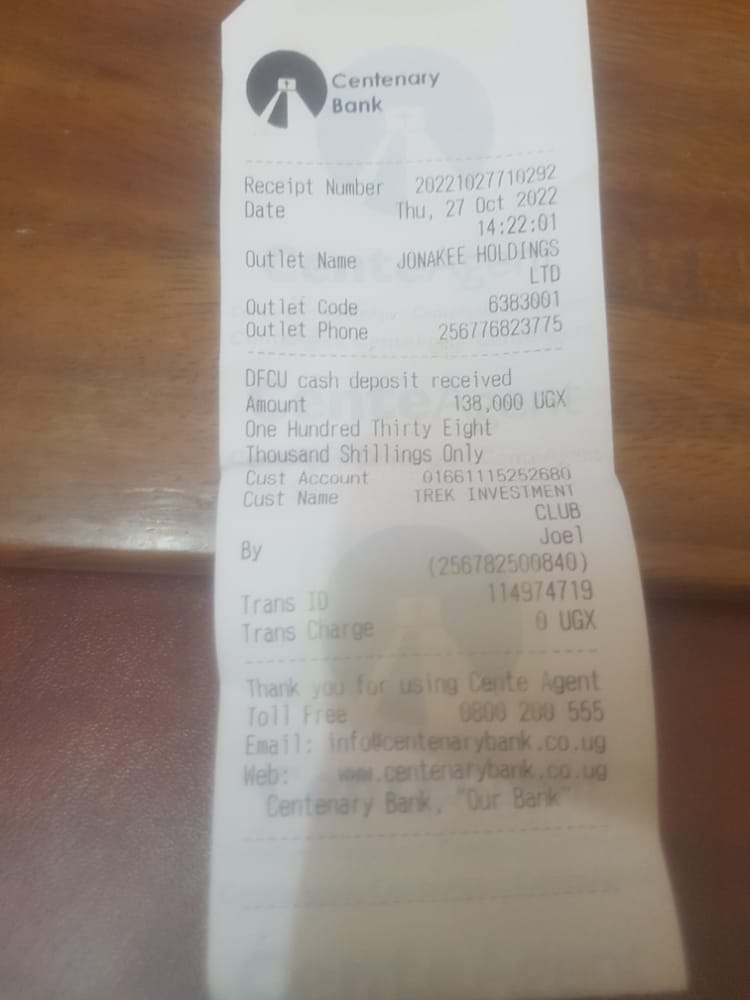 Centenary
Bank
Receipt Number 20221027710292
Date Thu, 27 Oct 2022
14:22:01
Outlet Name JONAKEE HOLDINGS
LTD
Outlet Code 6383001
Outlet Phone 256776823775
DFCU cash deposit received
Amount 138,000 UGX
One Hundred Thirty Eight
Thousand Shillings Only
Cust Account 01661115252680
Cust Name TREK INVESTMENT
CLUB
Joel
By (256782500840)
Trans ID 114974719
Trans Charge 0 UGX
Thank you for using Cente Agent
Toll Free 0800 200 555
Email: info@centenarybank.co.ug
Web: www.centenarybank.co.ug
Centenary Bank, "Our Bank"